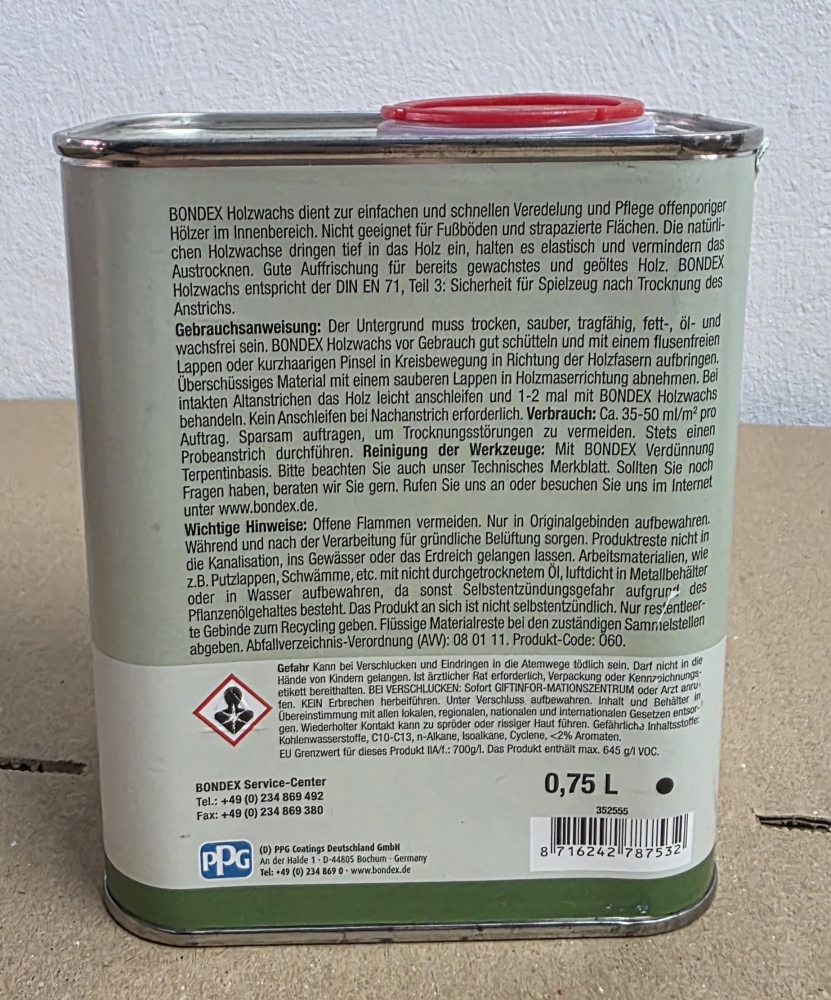 BONDEX Holzwachs dient zur einfachen und schnellen Veredelung und Pflege offenporiger
Hölzer im Innenbereich. Nicht geeignet für Fußböden und strapazierte Flächen. Die natürli-
chen Holzwachse dringen tief in das Holz ein, halten es elastisch und vermindern das
Austrocknen. Gute Auffrischung für bereits gewachstes und geöltes Holz. BONDEX
Holzwachs entspricht der DIN EN 71, Teil 3: Sicherheit für Spielzeug nach Trocknung des
Anstrichs.
Gebrauchsanweisung: Der Untergrund muss trocken, sauber, tragfähig, fett-, öl- und
wachsfrei sein. BONDEX Holzwachs vor Gebrauch gut schütteln und mit einem flusenfreien
Lappen oder kurzhaarigen Pinsel in Kreisbewegung in Richtung der Holzfasern aufbringen.
Überschüssiges Material mit einem sauberen Lappen in Holzmaserrichtung abnehmen. Bei
intakten Altanstrichen das Holz leicht anschleifen und 1-2 mal mit BONDEX Holzwachs
behandeln. Kein Anschleifen bei Nachanstrich erforderlich. Verbrauch: Ca. 35-50 ml/m² pro
Auftrag. Sparsam auftragen, um Trocknungsstörungen zu vermeiden. Stets einen
Probeanstrich durchführen. Reinigung der Werkzeuge: Mit BONDEX Verdünnung
Terpentinbasis. Bitte beachten Sie auch unser Technisches Merkblatt. Sollten Sie noch
Fragen haben, beraten wir Sie gern. Rufen Sie uns an oder besuchen Sie uns im Internet
unter www.bondex.de.
Wichtige Hinweise: Offene Flammen vermeiden. Nur in Originalgebinden aufbewahren.
Während und nach der Verarbeitung für gründliche Belüftung sorgen. Produktreste nicht in
die Kanalisation, ins Gewässer oder das Erdreich gelangen lassen. Arbeitsmaterialien, wie
z.B. Putzlappen, Schwämme, etc. mit nicht durchgetrocknetem Öl, luftdicht in Metallbehälter
oder in Wasser aufbewahren, da sonst Selbstentzündungsgefahr aufgrund des
Pflanzenölgehaltes besteht. Das Produkt an sich ist nicht selbstentzündlich. Nur restentleer-
te Gebinde zum Recycling geben. Flüssige Materialreste bei den zuständigen Sammelstellen
abgeben. Abfallverzeichnis-Verordnung (AVV): 08 01 11. Produkt-Code: Ö60.
Gefahr Kann bei Verschlucken und Eindringen in die Atemwege tödlich sein. Darf nicht in die
Hände von Kindern gelangen. Ist ärztlicher Rat erforderlich, Verpackung oder Kennzeichnungs-
etikett bereithalten. BEI VERSCHLUCKEN: Sofort GIFTINFOR-MATIONSZENTRUM oder Arzt anru-
fen. KEIN Erbrechen herbeiführen. Unter Verschluss aufbewahren. Inhalt und Behälter in
Übereinstimmung mit allen lokalen, regionalen, nationalen und internationalen Gesetzen entsor-
gen. Wiederholter Kontakt kann zu spröder oder rissiger Haut führen. Gefährliche Inhaltsstoffe:
Kohlenwasserstoffe, C10-C13, n-Alkane, Isoalkane, Cyclene, <2% Aromaten.
EU Grenzwert für dieses Produkt IIA/f.: 700g/l. Das Produkt enthält max. 645 g/l VOC.
BONDEX Service-Center
Tel.: +49 (0) 234 869 492
Fax: +49 (0) 234 869 380
0,75 L
352555
8 716242 787532
PPG
(D) PPG Coatings Deutschland GmbH
An der Halde 1 · D-44805 Bochum · Germany
Tel: +49 (0) 234 869 0 · www.bondex.de